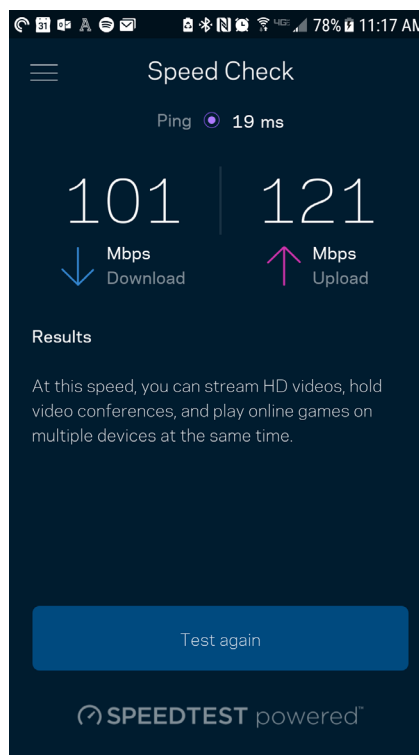 31 78% 11:17 AM
Speed Check
Ping 19 ms
101 121
Mbps Mbps
Download Upload
Results
At this speed, you can stream HD videos, hold
video conferences, and play online games on
multiple devices at the same time.
Test again
SPEEDTEST powered™